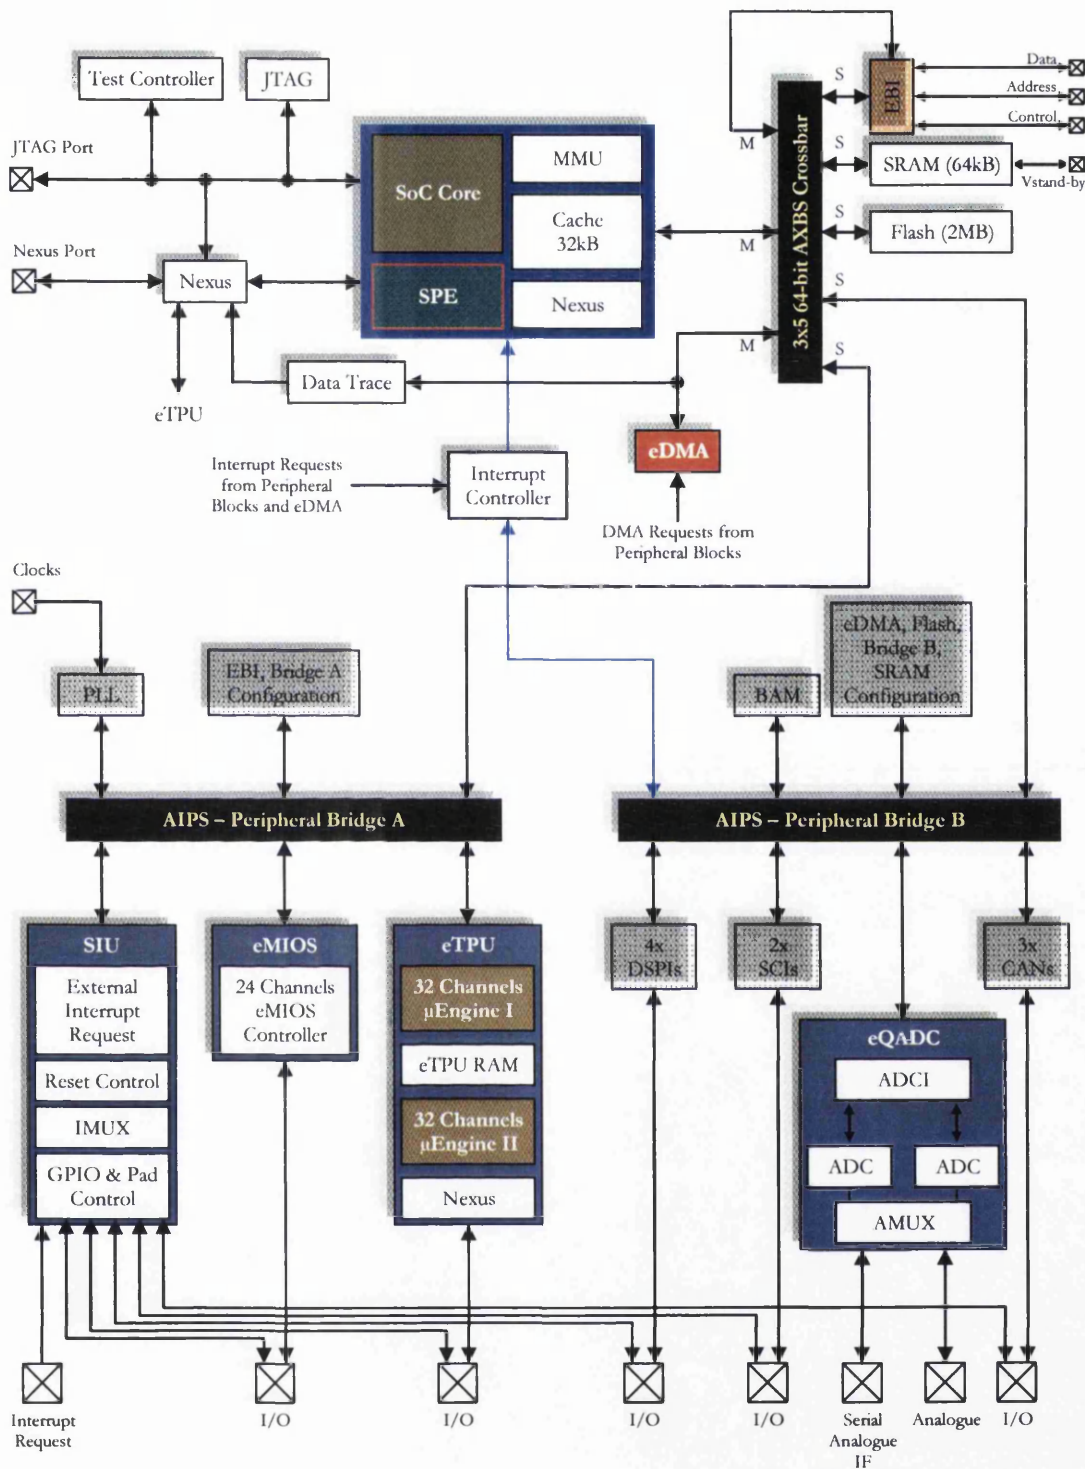 Test Controller
JTAG
JTAG Port
Nexus Port
Nexus
eTPU
SoC Core
SPE
MMU
Cache
32kB
Nexus
Data Trace
M
M
M
3x5 64-bit AXBS Crossbar
S
S
S
S
S
EBI
Data
Address
Control
SRAM (64kB)
Vstand-by
Flash (2MB)
eDMA
Interrupt Requests
from Peripheral
Blocks and eDMA
Interrupt
Controller
DMA Requests from
Peripheral Blocks
Clocks
PLL
EBI, Bridge A
Configuration
BAM
eDMA, Flash,
Bridge B,
SRAM
Configuration
AIPS – Peripheral Bridge A
AIPS – Peripheral Bridge B
SIU
External
Interrupt
Request
Reset Control
IMUX
GPIO & Pad
Control
eMIOS
24 Channels
eMIOS
Controller
eTPU
32 Channels
µEngine I
eTPU RAM
32 Channels
µEngine II
Nexus
4x
DSPIs
2x
SCIs
3x
CANs
eQADC
ADCI
ADC
ADC
AMUX
Interrupt
Request
I/O
I/O
I/O
I/O
Serial
Analogue
IF
Analogue
I/O